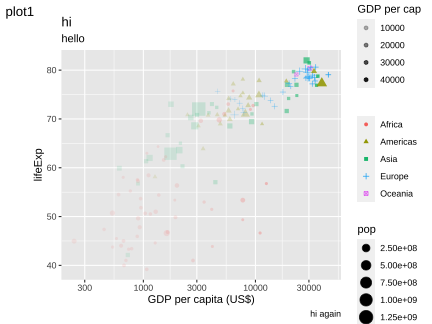 plot1
hi
hello
lifeExp
80
70
60
50
40
300
1000
3000
10000
30000
GDP per capita (US$)
hi again
GDP per cap
10000
20000
30000
40000
Africa
Americas
Asia
Europe
Oceania
pop
2.50e+08
5.00e+08
7.50e+08
1.00e+09
1.25e+09